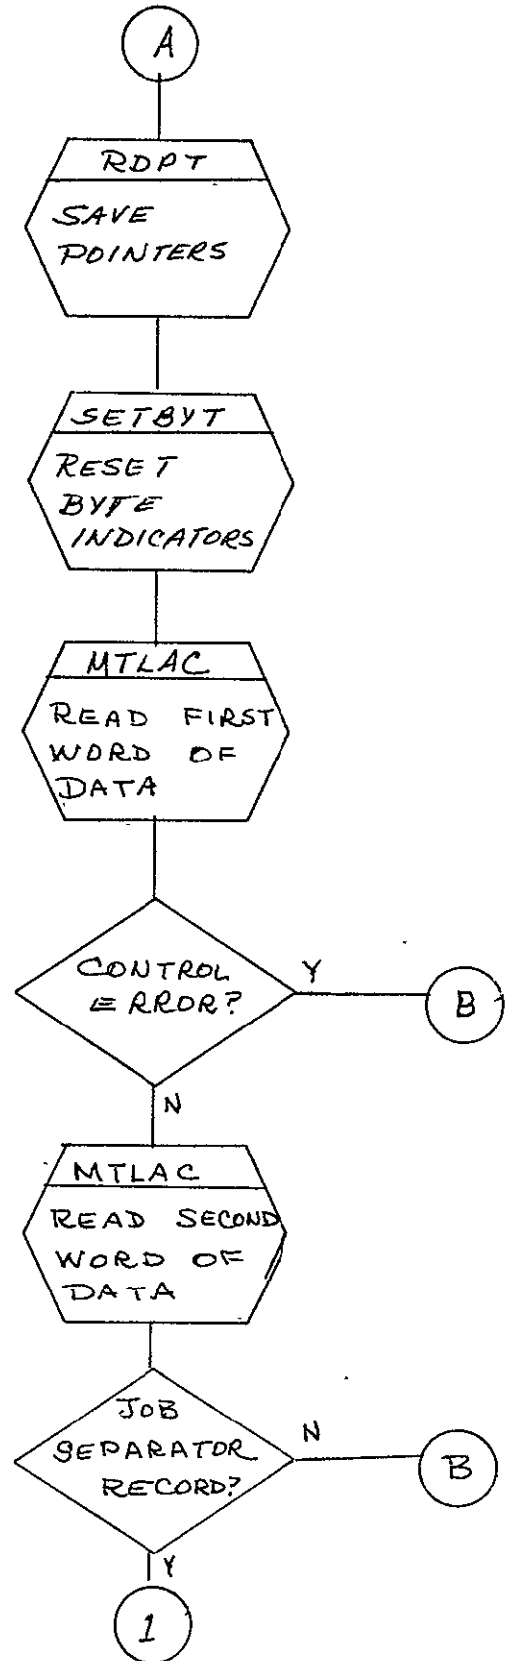 A
RDPT
SAVE
POINTERS
SETBYT
RESET
BYTE
INDICATORS
MTLAC
READ FIRST
WORD OF
DATA
CONTROL
ERROR?
Y
B
N
MTLAC
READ SECOND
WORD OF
DATA
JOB
SEPARATOR
RECORD?
N
B
Y
1